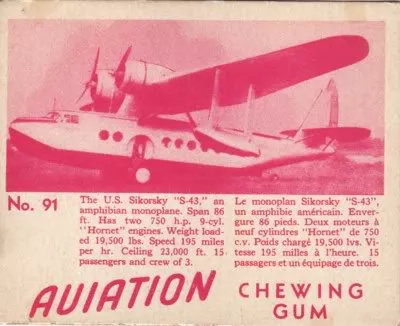 No. 91
The U.S. Sikorsky "S-43," an
amphibian monoplane. Span 86
ft. Has two 750 h.p. 9-cyl.
"Hornet" engines. Weight load-
ed 19,500 lbs. Speed 195 miles
per hr. Ceiling 23,000 ft. 15-
passengers and crew of 3.
Le monoplan Sikorsky "S-43",
un amphibie américain. Enver-
gure 86 pieds. Deux moteurs à
neuf cylindres "Hornet" de 750
c.v. Poids chargé 19,500 lvs. Vi-
tesse 195 milles à l'heure. 15
passagers et un équipage de trois.
AVIATION
CHEWING
GUM